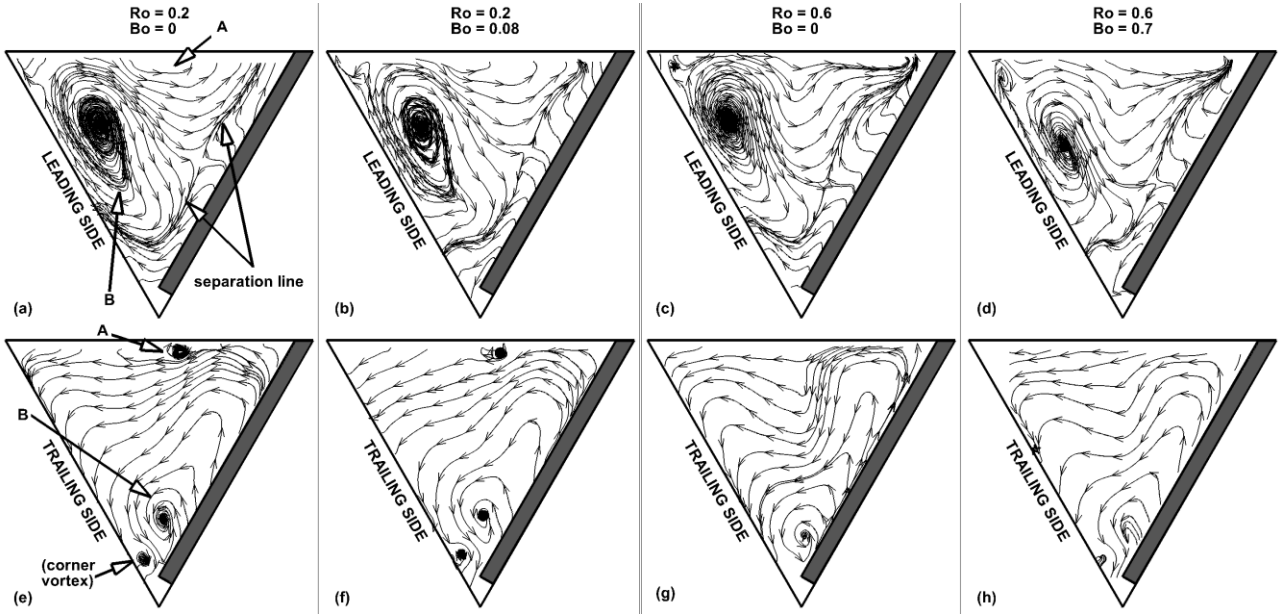 Ro = 0.2
Bo = 0
A
LEADING SIDE
B
separation line
(a)
Ro = 0.2
Bo = 0.08
LEADING SIDE
(b)
Ro = 0.6
Bo = 0
LEADING SIDE
(c)
Ro = 0.6
Bo = 0.7
LEADING SIDE
(d)
A
B
TRAILING SIDE
(corner
vortex)
(e)
TRAILING SIDE
(f)
TRAILING SIDE
(g)
TRAILING SIDE
(h)